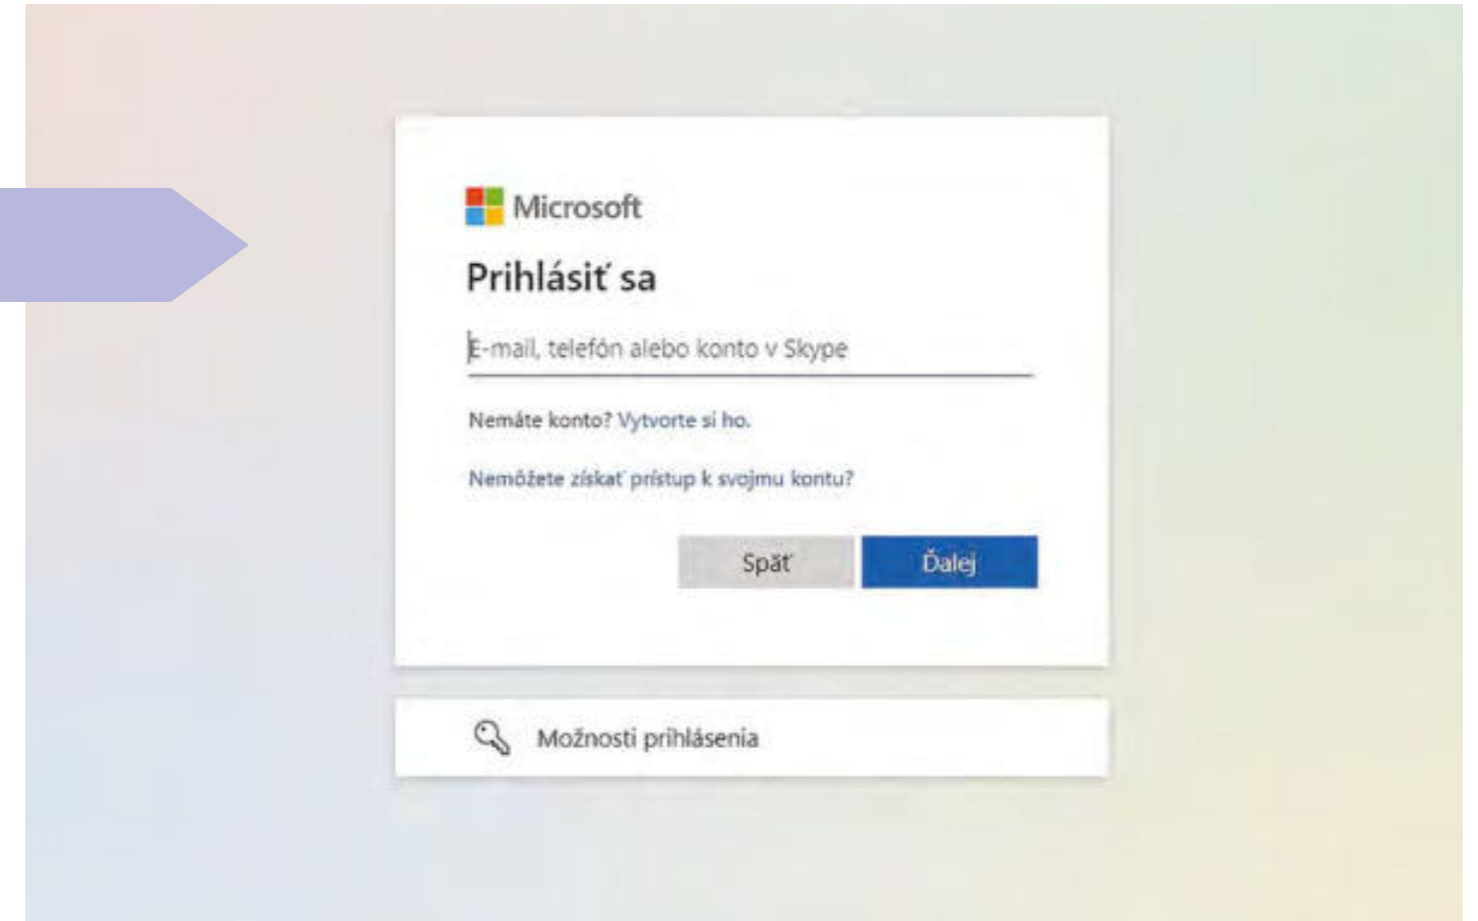 Microsoft
Prihlásiť sa
E-mail, telefón alebo konto v Skype
Nemáte konto? Vytvorte si ho.
Nemôžete získať prístup k svojmu kontu?
Späť Ďalej
Možnosti prihlásenia